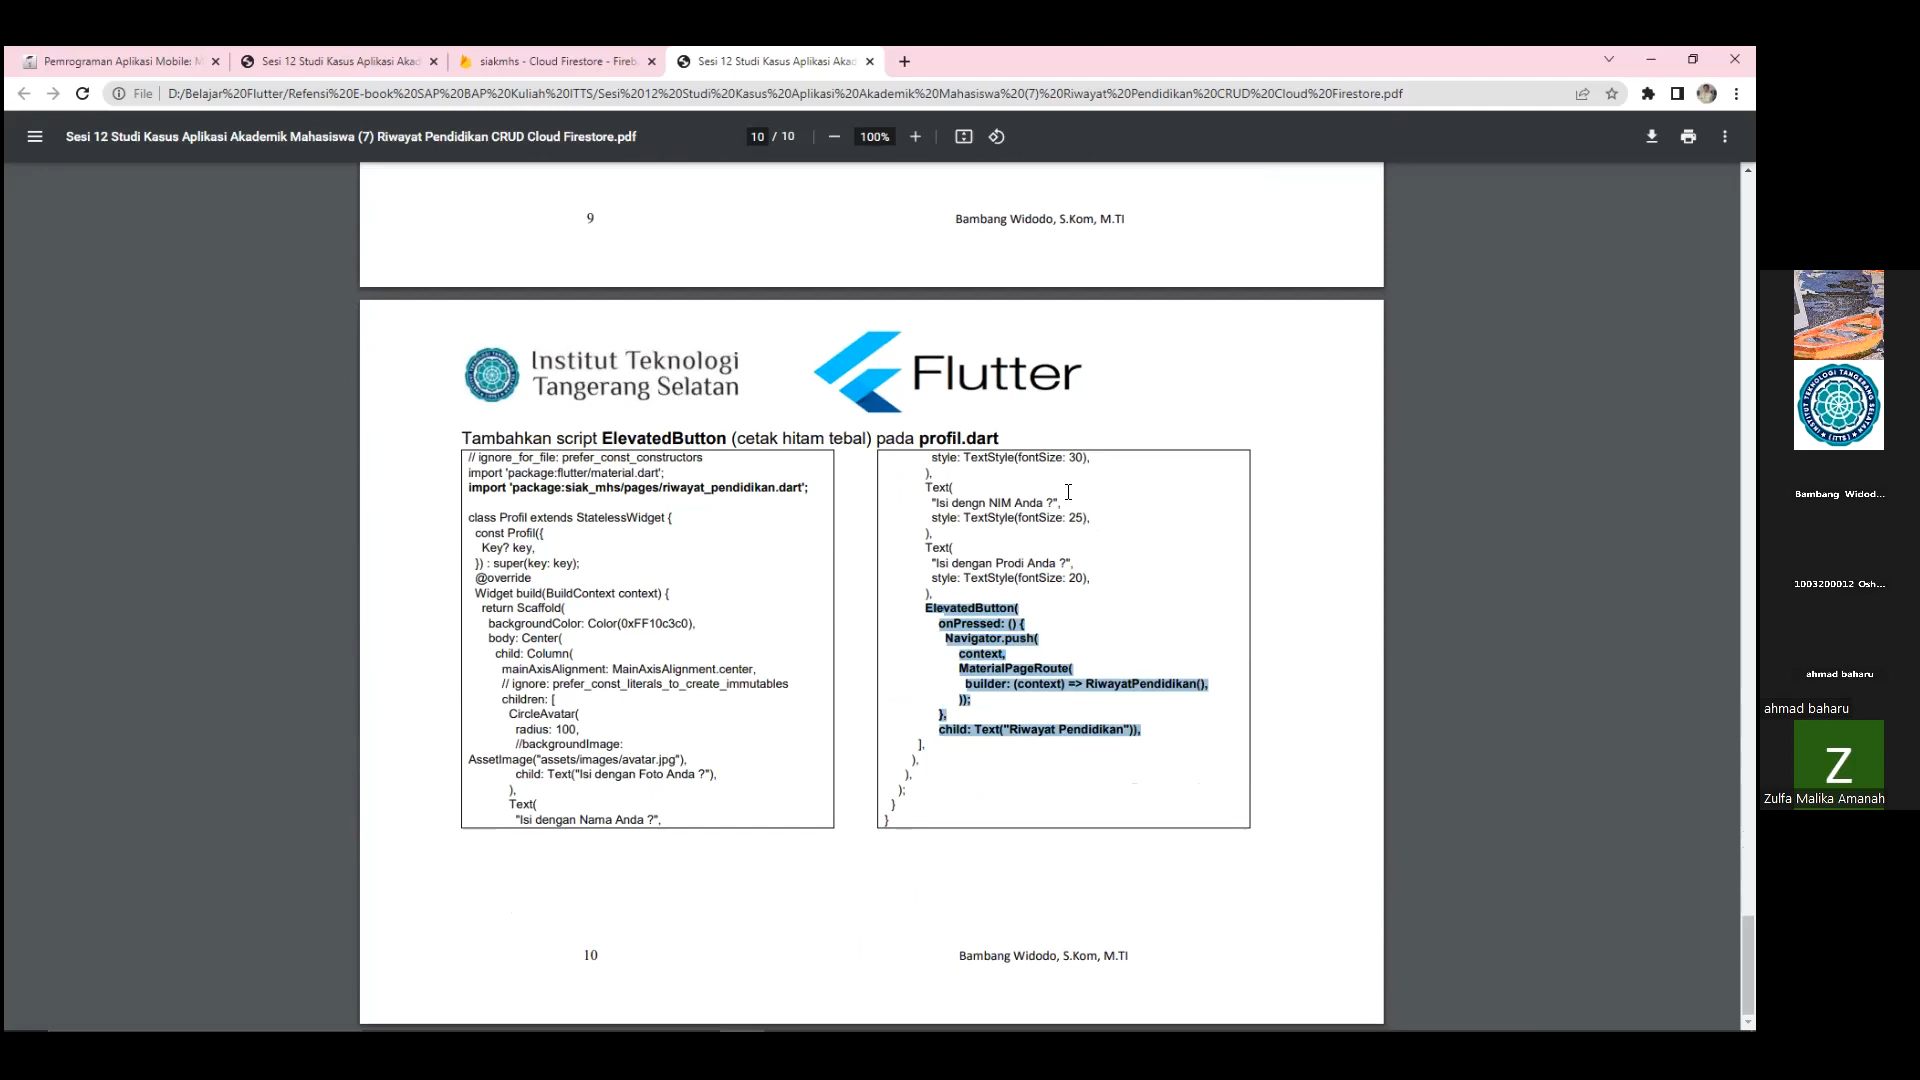 Pemrograman Aplikasi Mobile: M
Sesi 12 Studi Kasus Aplikasi Akad
siakmhs - Cloud Firestore - Fireb
Sesi 12 Studi Kasus Aplikasi Akad
File
D:/Belajar%20Flutter/Refensi%20E-book%20SAP%20BAP%20Kuliah%20ITTS/Sesi%2012%20Studi%20Kasus%20Aplikasi%20Akademik%20Mahasiswa%20(7)%20Riwayat%20Pendidikan%20CRUD%20Cloud%20Firestore.pdf
Sesi 12 Studi Kasus Aplikasi Akademik Mahasiswa (7) Riwayat Pendidikan CRUD Cloud Firestore.pdf
10 / 10
100%
9
Bambang Widodo, S.Kom, M.TI
Institut Teknologi
Tangerang Selatan
Flutter
Tambahkan script ElevatedButton (cetak hitam tebal) pada profil.dart
// ignore_for_file: prefer_const_constructors
import 'package:flutter/material.dart';
import 'package:siak_mhs/pages/riwayat_pendidikan.dart';
class Profil extends StatelessWidget {
const Profil({
Key? key,
}) : super(key: key);
@override
Widget build(BuildContext context) {
return Scaffold(
backgroundColor: Color(0xFF10c3c0),
body: Center(
child: Column(
mainAxisAlignment: MainAxisAlignment.center,
// ignore: prefer_const_literals_to_create_immutables
children: [
CircleAvatar(
radius: 100,
//backgroundImage:
AssetImage("assets/images/avatar.jpg"),
child: Text("Isi dengan Foto Anda ?"),
),
Text(
"Isi dengan Nama Anda ?",
style: TextStyle(fontSize: 30),
),
Text(
"Isi dengn NIM Anda ?",
style: TextStyle(fontSize: 25),
),
Text(
"Isi dengan Prodi Anda ?",
style: TextStyle(fontSize: 20),
),
ElevatedButton(
onPressed: () {
Navigator.push(
context,
MaterialPageRoute(
builder: (context) => RiwayatPendidikan(),
));
},
child: Text("Riwayat Pendidikan")),
],
),
),
);
}
}
10
Bambang Widodo, S.Kom, M.TI
INSTITUT TEKNOLOGI TANGERANG SELATAN
(ITTS)
Bambang Widod...
1003200012 Osh...
ahmad baharu
ahmad baharu
Z
Zulfa Malika Amanah